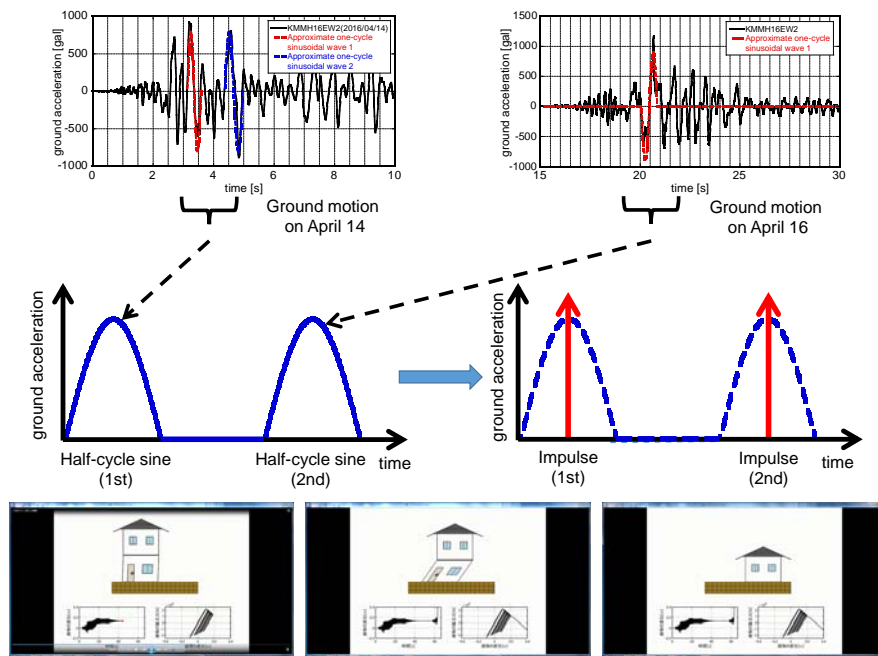 1000
500
0
-500
-1000
ground acceleration [gal]
KMMH16EW2(2016/04/14)
Approximate one-cycle
sinusoidal wave 1
Approximate one-cycle
sinusoidal wave 2
0 2 4 6 8 10
time [s]
1500
1000
500
0
-500
-1000
ground acceleration [gal]
KMMH16EW2
Approximate one-cycle
sinusoidal wave 1
15 20 25 30
time [s]
Ground motion
on April 14
Ground motion
on April 16
ground acceleration
Half-cycle sine
(1st)
Half-cycle sine
(2nd)
time
ground acceleration
Impulse
(1st)
Impulse
(2nd)
time